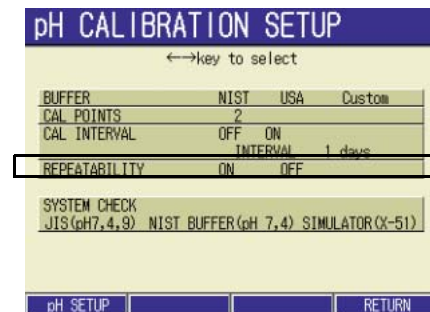 pH CALIBRATION SETUP
←→key to select
BUFFER NIST USA Custom
CAL POINTS 2
CAL INTERVAL OFF ON
INTERVAL 1 days
REPEATABILITY ON OFF
SYSTEM CHECK
JIS(pH7,4,9) NIST BUFFER(pH 7,4) SIMULATOR(X-51)
pH SETUP RETURN